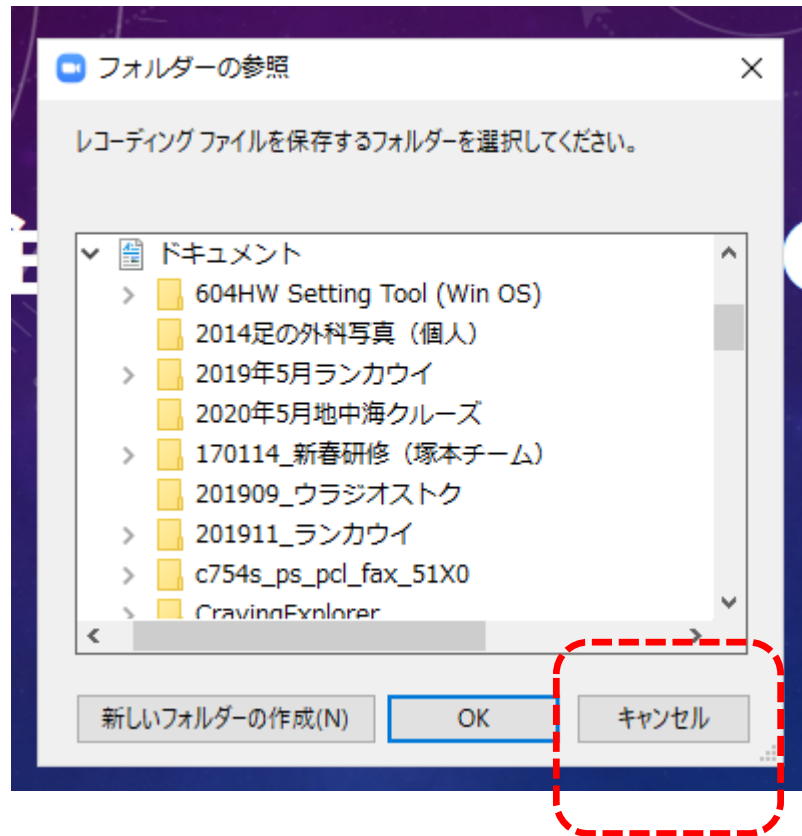 フォルダーの参照
レコーディング ファイルを保存するフォルダーを選択してください。
ドキュメント
604HW Setting Tool (Win OS)
2014足の外科写真（個人）
2019年5月ランカウイ
2020年5月地中海クルーズ
170114_新春研修（塚本チーム）
201909_ウラジオストク
201911_ランカウイ
c754s_ps_pcl_fax_51X0
CravingExplorer
新しいフォルダーの作成(N) OK キャンセル